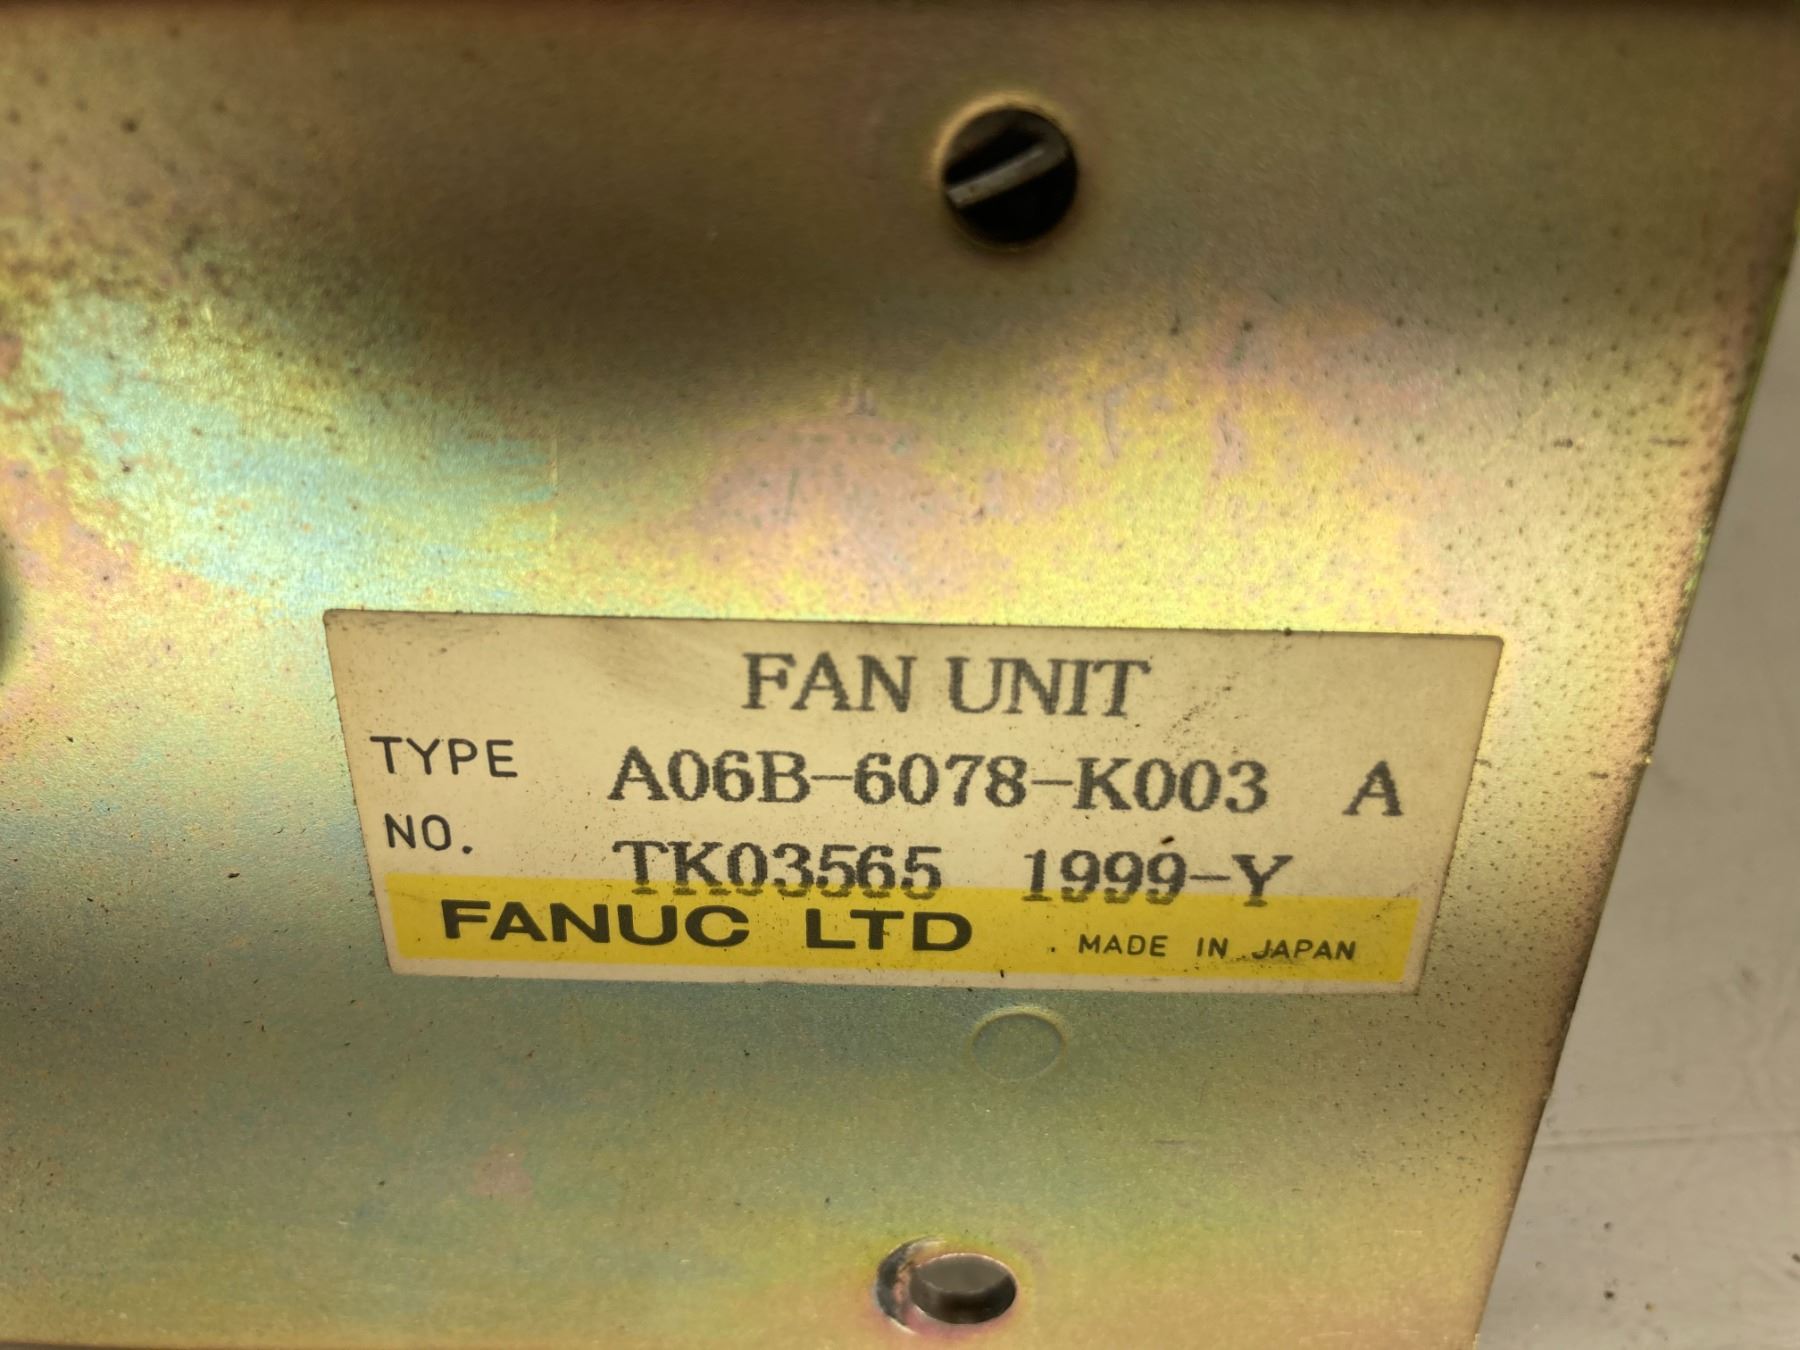 FAN UNIT
TYPE A06B-6078-K003 A
NO. TK03565 1999-Y
FANUC LTD . MADE IN JAPAN